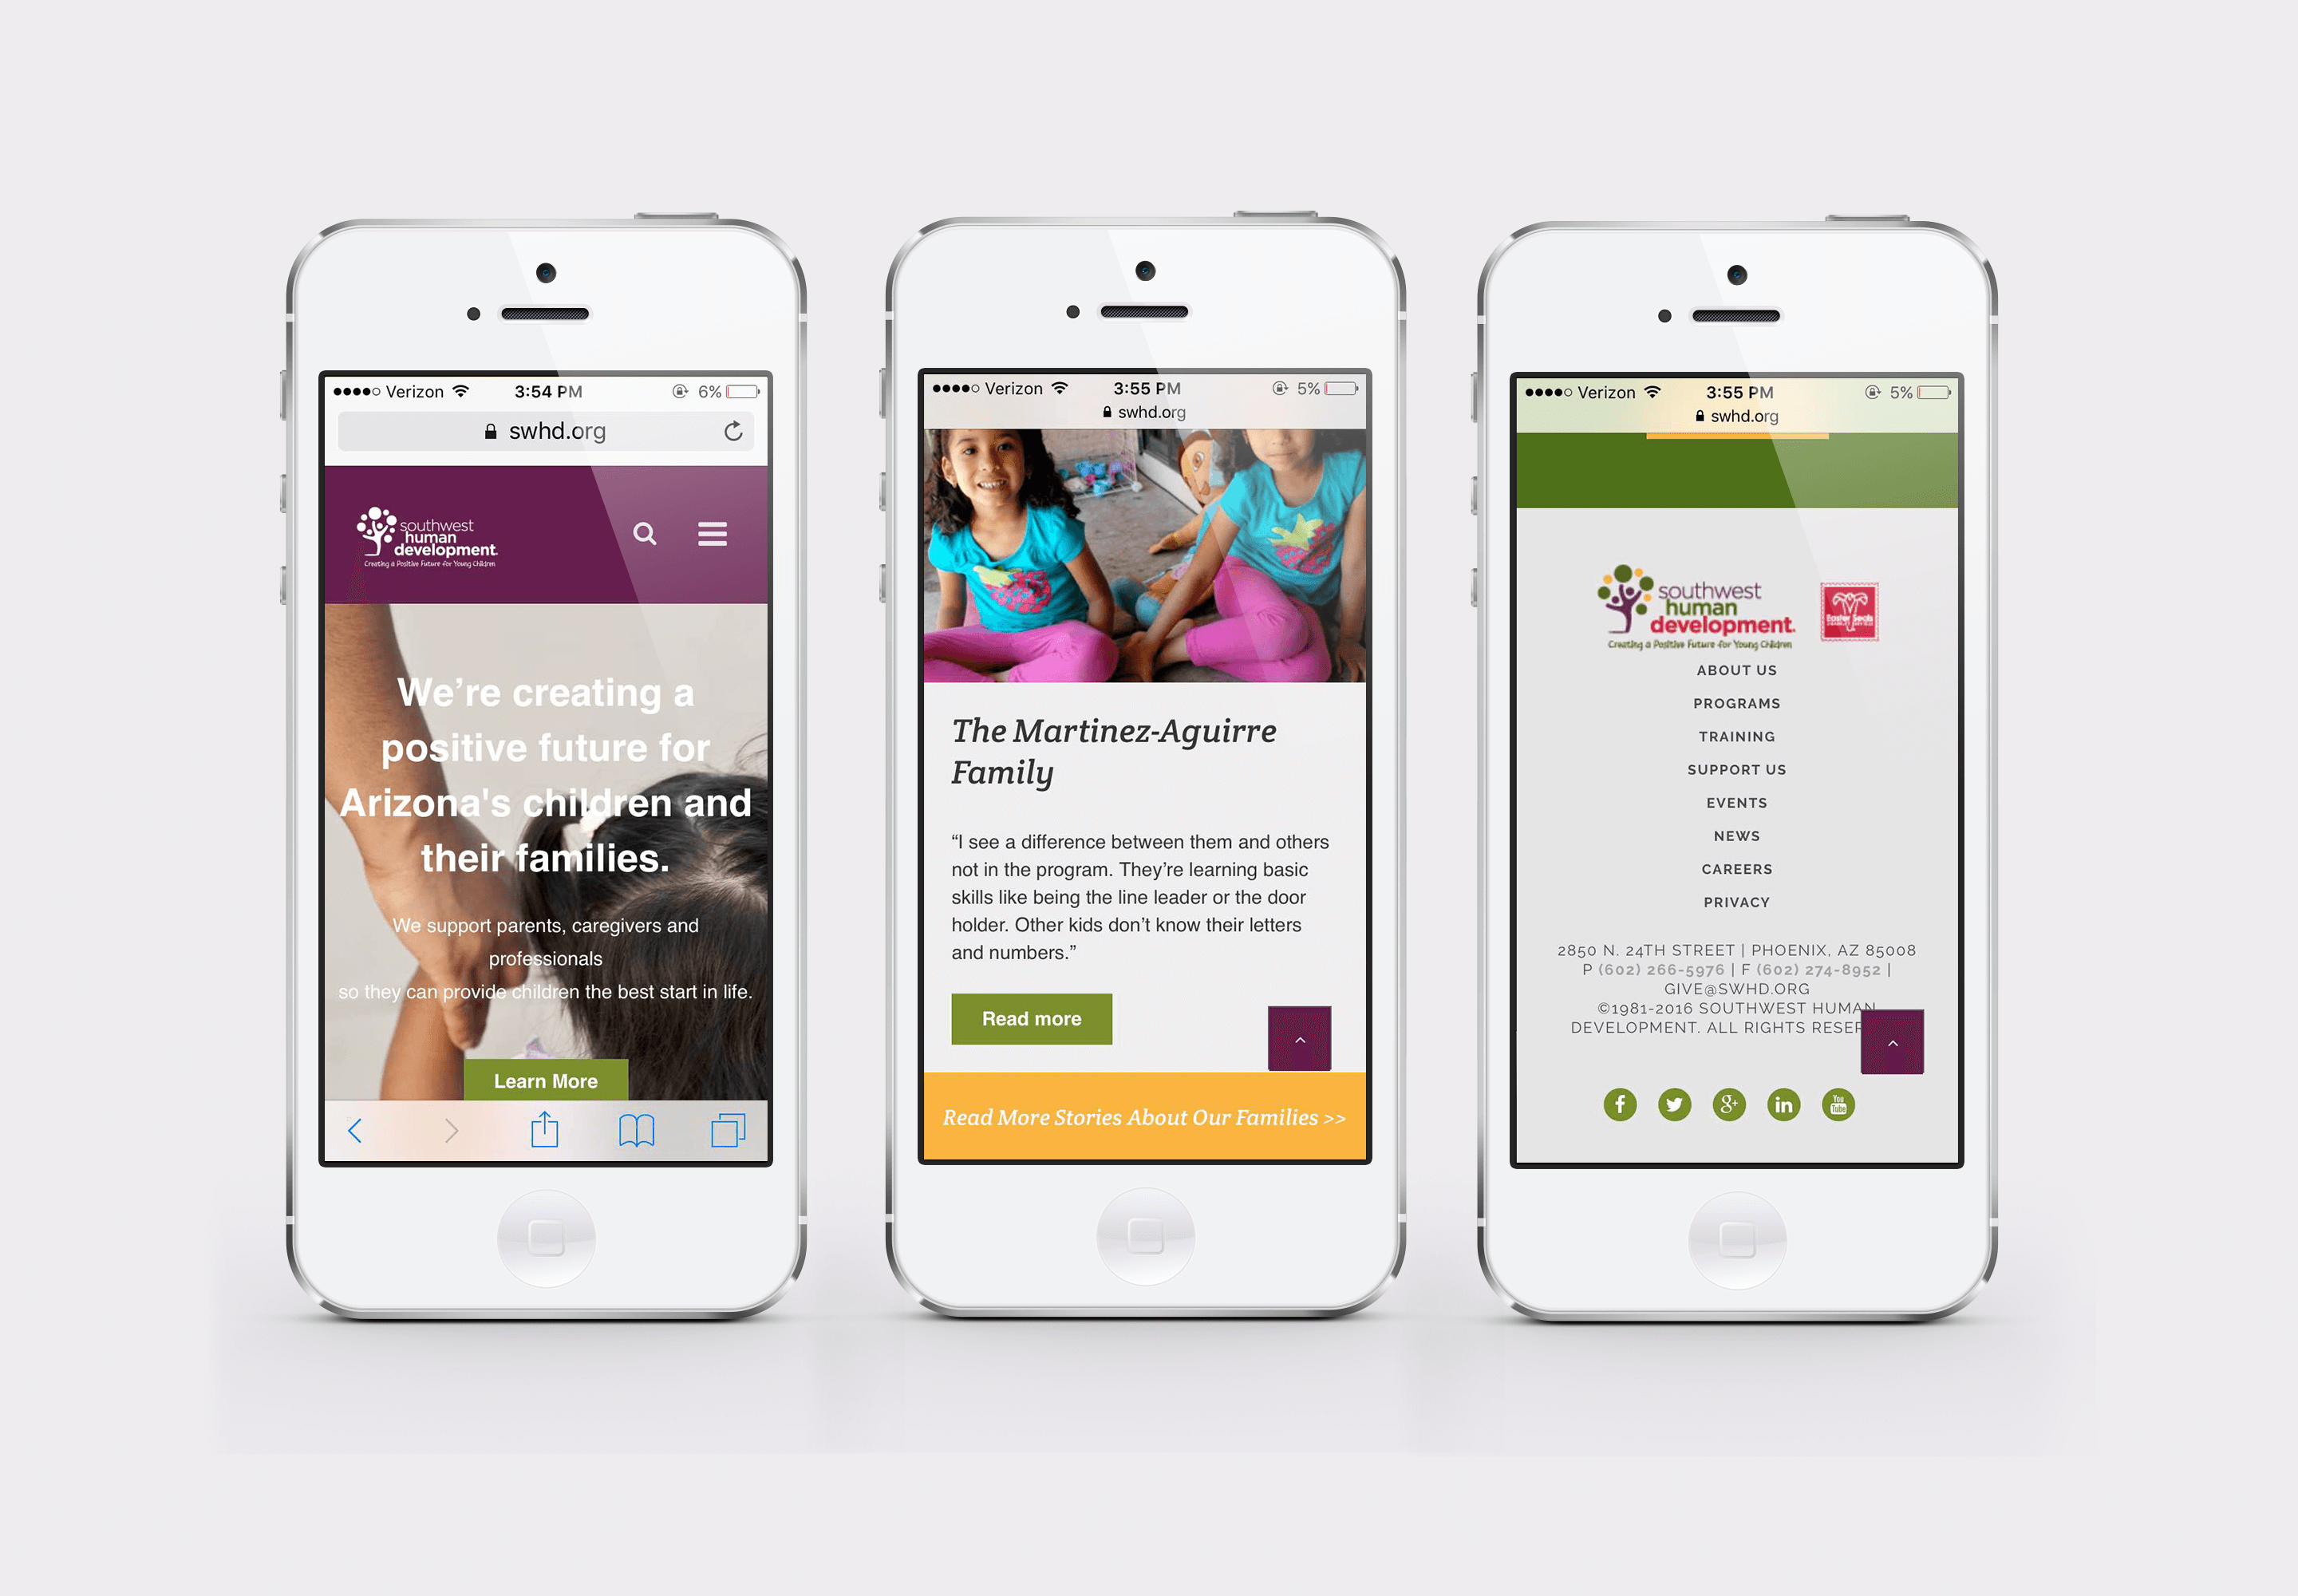 Verizon 3:54 PM 6%
swhd.org
southwest
human
development.
Creating a Positive Future for Young Children
We're creating a
positive future for
Arizona's children and
their families.
We support parents, caregivers and
professionals
so they can provide children the best start in life.
Learn More
Verizon 3:55 PM 5%
swhd.org
The Martinez-Aguirre
Family
“I see a difference between them and others
not in the program. They’re learning basic
skills like being the line leader or the door
holder. Other kids don’t know their letters
and numbers.”
Read more
Read More Stories About Our Families >>
Verizon 3:55 PM 5%
swhd.org
southwest
human
development.
Creating a Positive Future for Young Children
Easter Seals
ABOUT US
PROGRAMS
TRAINING
SUPPORT US
EVENTS
NEWS
CAREERS
PRIVACY
2850 N. 24TH STREET | PHOENIX, AZ 85008
P (602) 266-5976 | F (602) 274-8952 |
GIVE@SWHD.ORG
©1981-2016 SOUTHWEST HUMAN
DEVELOPMENT. ALL RIGHTS RESER
f g+ in You Tube